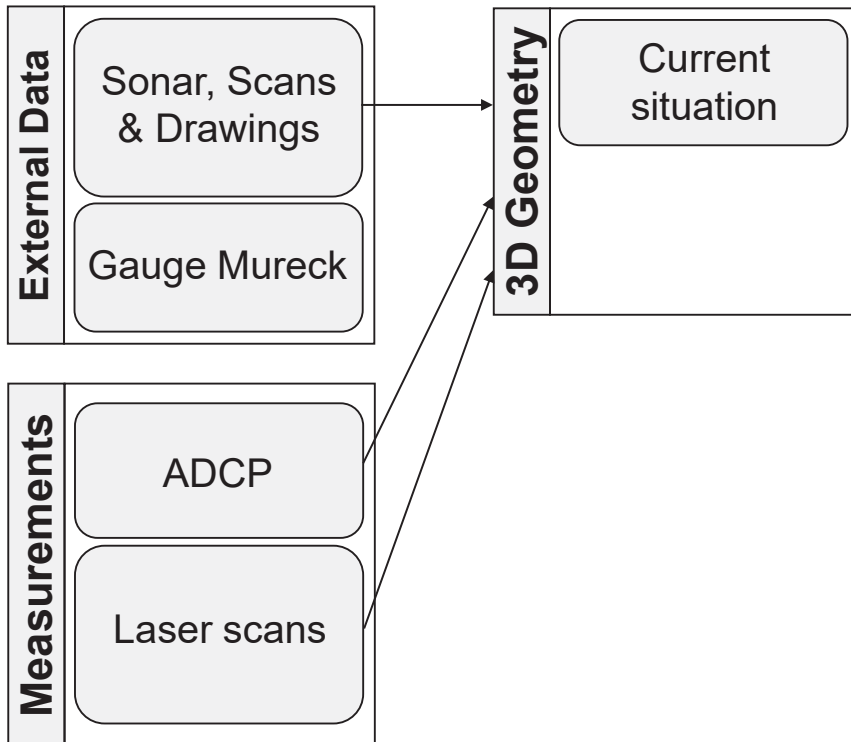 External Data
Sonar, Scans
& Drawings
Gauge Mureck
Measurements
ADCP
Laser scans
3D Geometry
Current
situation